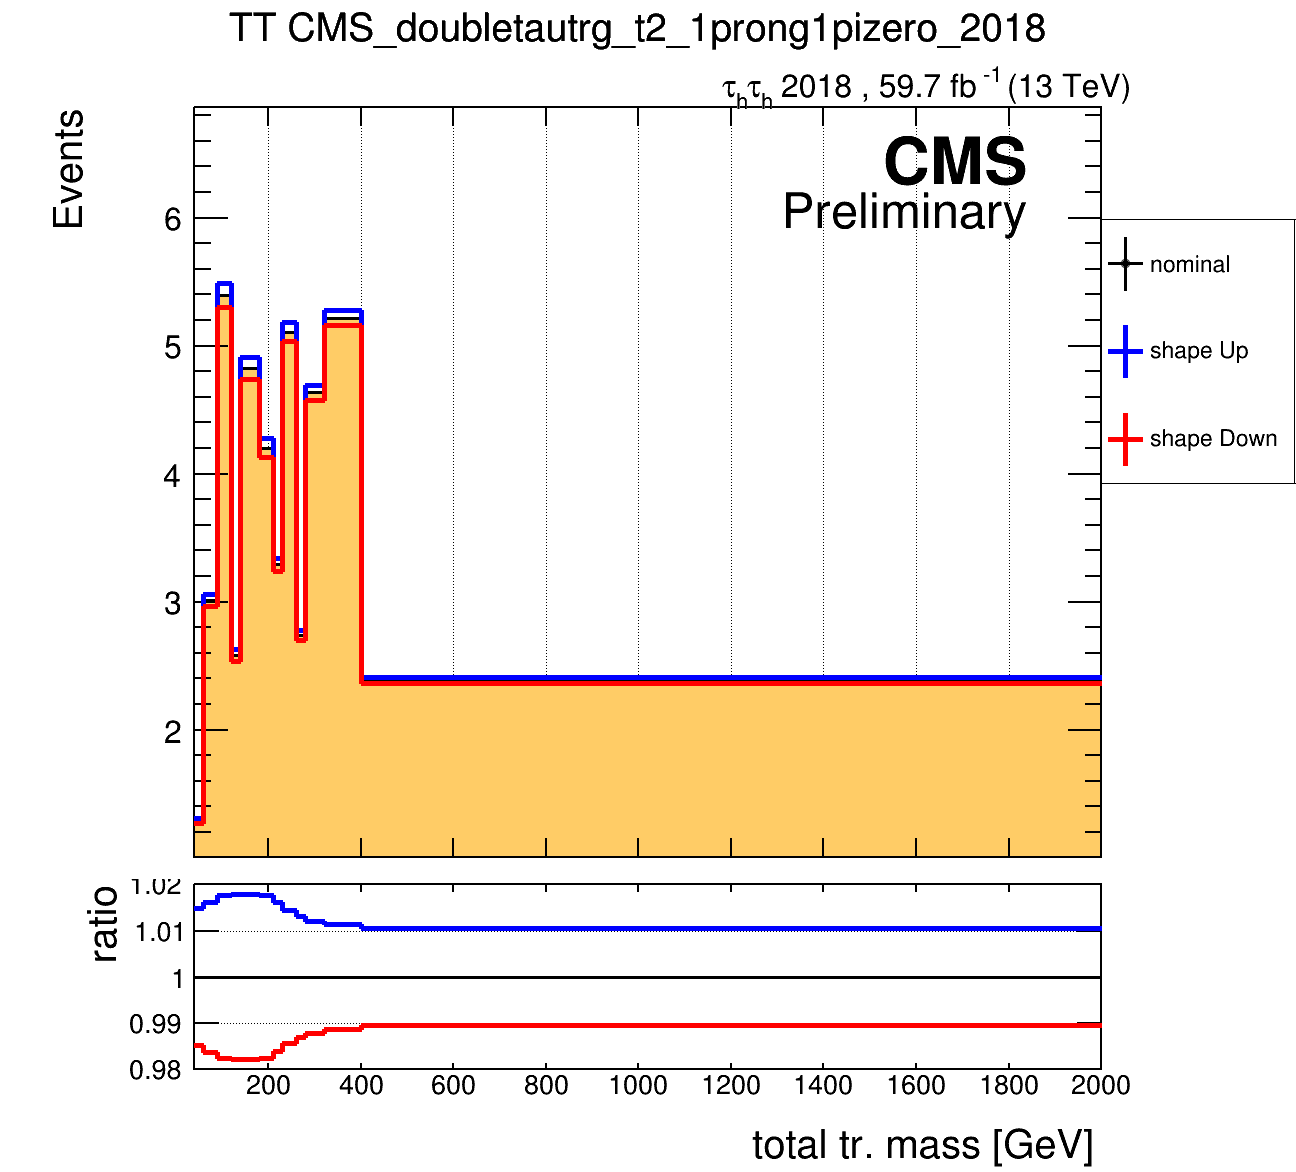 TT CMS_doubletautrg_t2_1prong1pizero_2018
τhτh 2018 , 59.7 fb -1 (13 TeV)
Events
CMS
Preliminary
6
5
4
3
2
nominal
shape Up
shape Down
ratio
1.02
1.01
1
0.99
0.98
200 400 600 800 1000 1200 1400 1600 1800 2000
total tr. mass [GeV]